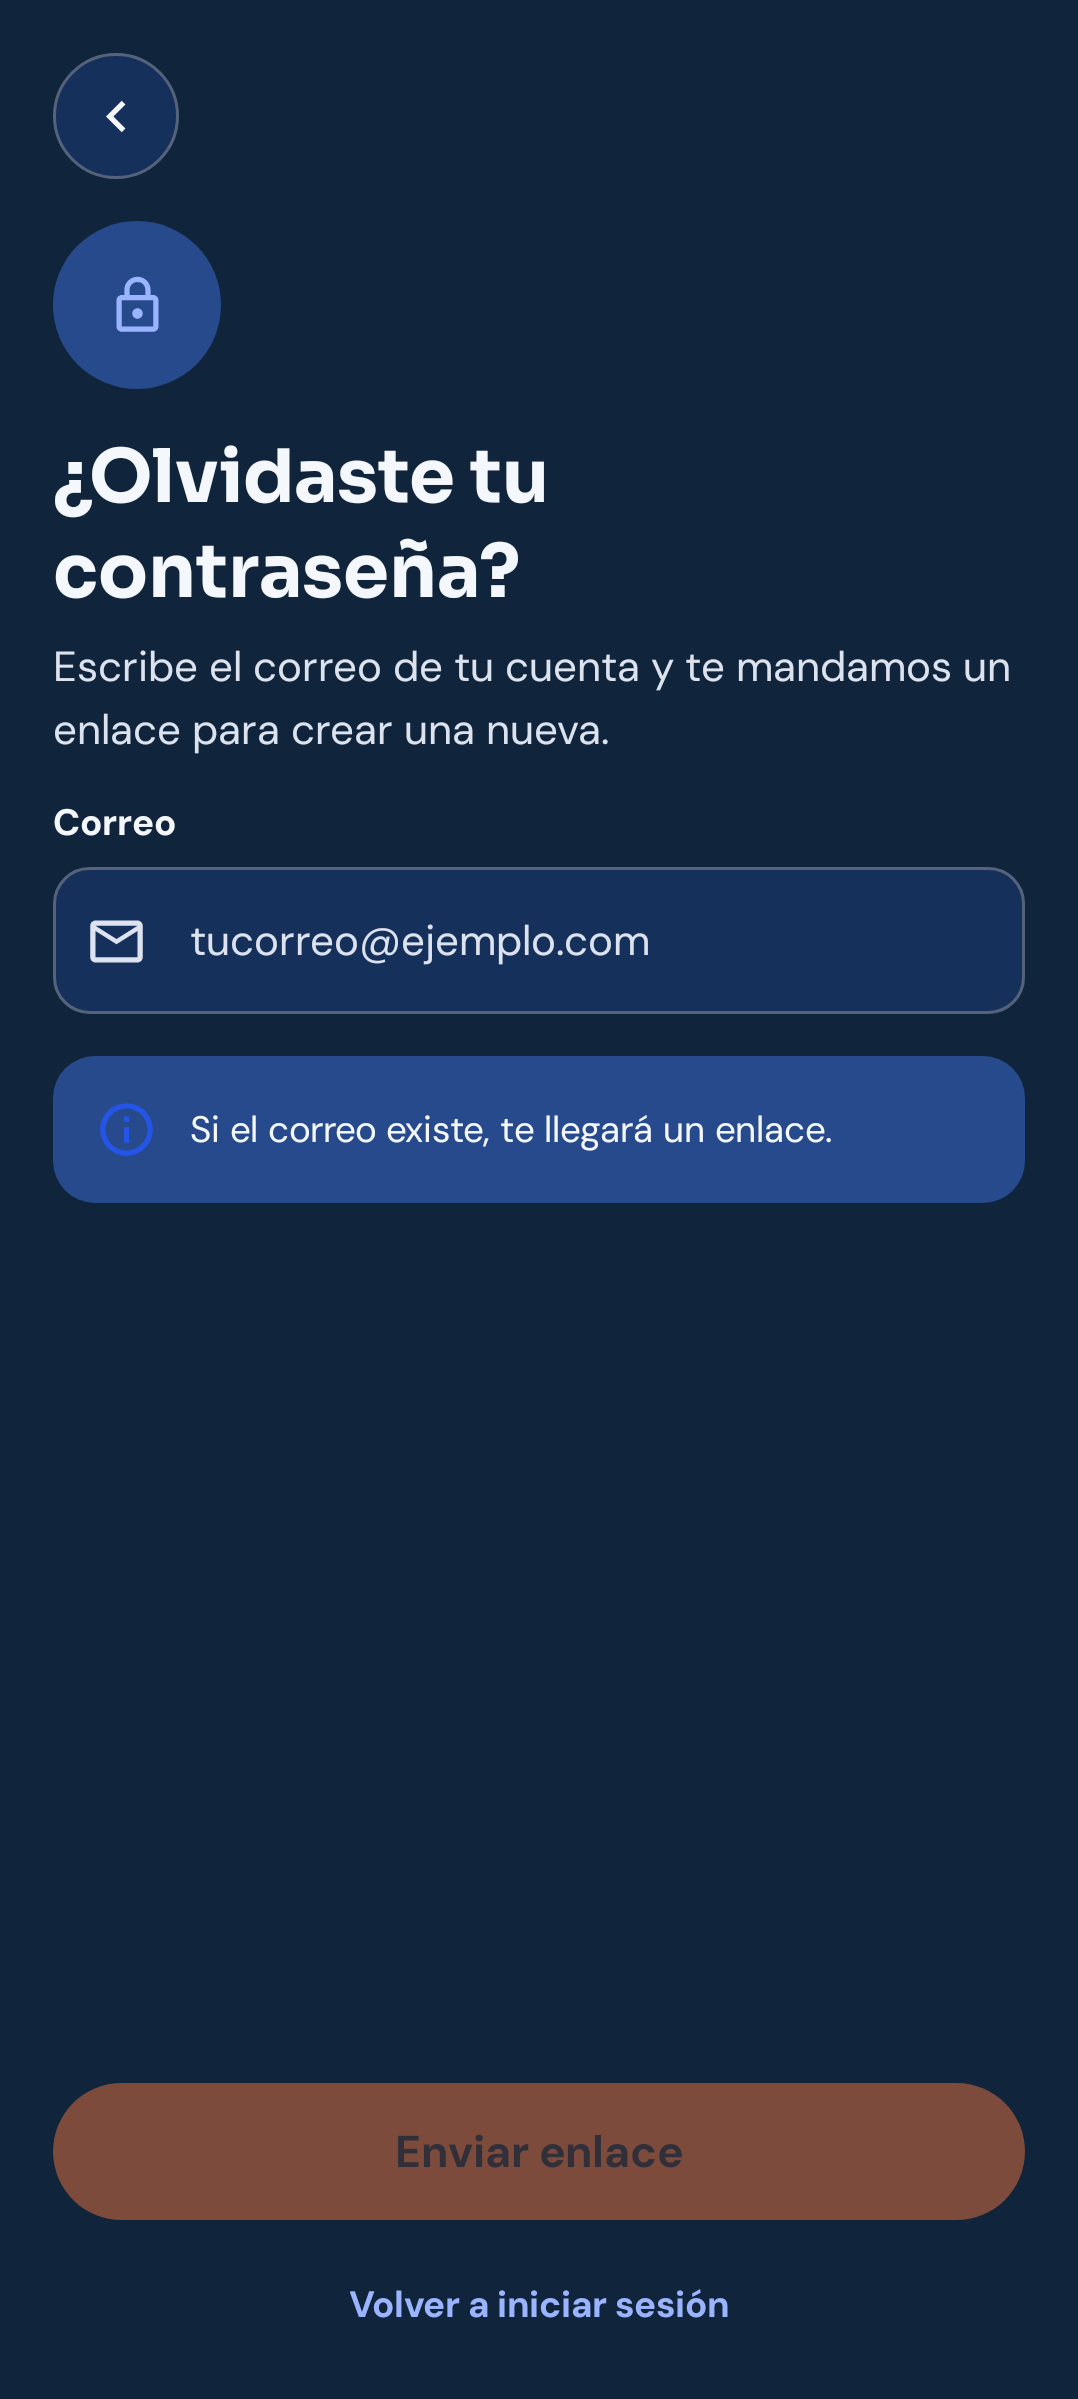 ¿Olvidaste tu
contraseña?
Escribe el correo de tu cuenta y te mandamos un
enlace para crear una nueva.
Correo
tucorreo@ejemplo.com
Si el correo existe, te llegará un enlace.
Enviar enlace
Volver a iniciar sesión